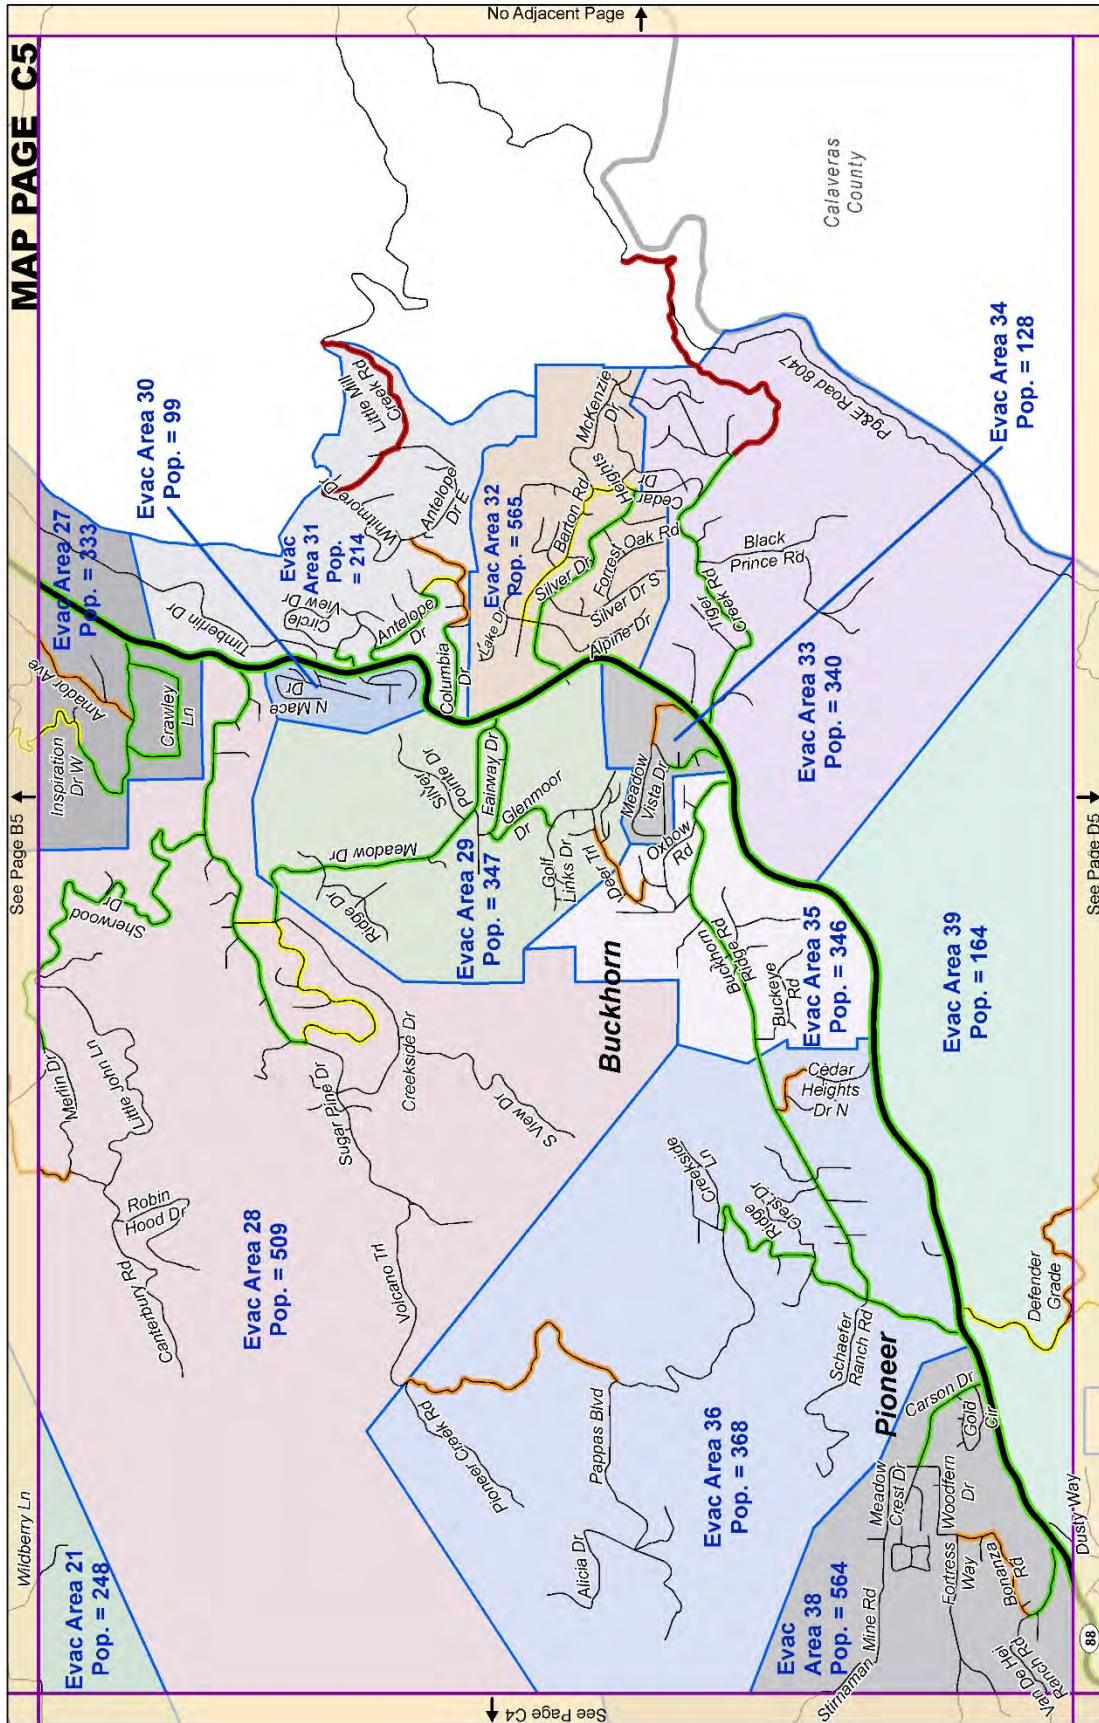 No Adjacent Page
MAP PAGE C5
Calaveras
County
Evac Area 30
Pop. = 99
Little Mill
Creek Rd
Evac Area 34
Pop. = 128
Pg&E Road 8047
McKenzie
Dr
Whitmore Dr
Antelope
Dr E
Evac Area 27
Pop. = 333
Evac
Area 31
Pop.
= 214
Evac Area 32
Pop. = 565
Barton Rd
Cedar
Heights
Dr
Silver Dr
Forrest Oak Rd
Black
Prince Rd
Timberlin Dr
Circle
View Dr
Antelope
Dr
Lake Dr
Silver Dr S
Alpine Dr
Tiger
Creek Rd
Amador Ave
Crawley
Ln
N Mace
Dr
Columbia
Dr
Inspiration
Dr W
Silver
Pointe Dr
Fairway Dr
Glenmoor
Dr
Meadow
Vista Dr
Evac Area 33
Pop. = 340
See Page B5
See Page D5
Meadow Dr
Golf
Links Dr
Deer Trl
Oxbow
Rd
Sherwood
Dr
Ridge Dr
Evac Area 29
Pop. = 347
Buckhorn
Buckhorn
Ridge Rd
Buckeye
Rd
Evac Area 35
Pop. = 346
Evac Area 39
Pop. = 164
Merlin Dr
Little John Ln
Sugar Pine Dr
Creekside Dr
S View Dr
Cedar
Heights
Dr N
Robin
Hood Dr
Creekside
Ln
Ridge
Crest Dr
Canterbury Rd
Evac Area 28
Pop. = 509
Volcano Trl
Schaefer
Ranch Rd
Defender
Grade
Pioneer
Pioneer Creek Rd
Pappas Blvd
Evac Area 36
Pop. = 368
Carson Dr
Gold
Cir
Meadow
Crest Dr
Woodfern
Dr
Wildberry Ln
Evac Area 21
Pop. = 248
Alicia Dr
Fortress
Way
Bonanza
Rd
Dusty Way
Evac
Area 38
Pop. = 564
Stirnaman Mine Rd
Van De Hei
Ranch Rd
88
See Page C4